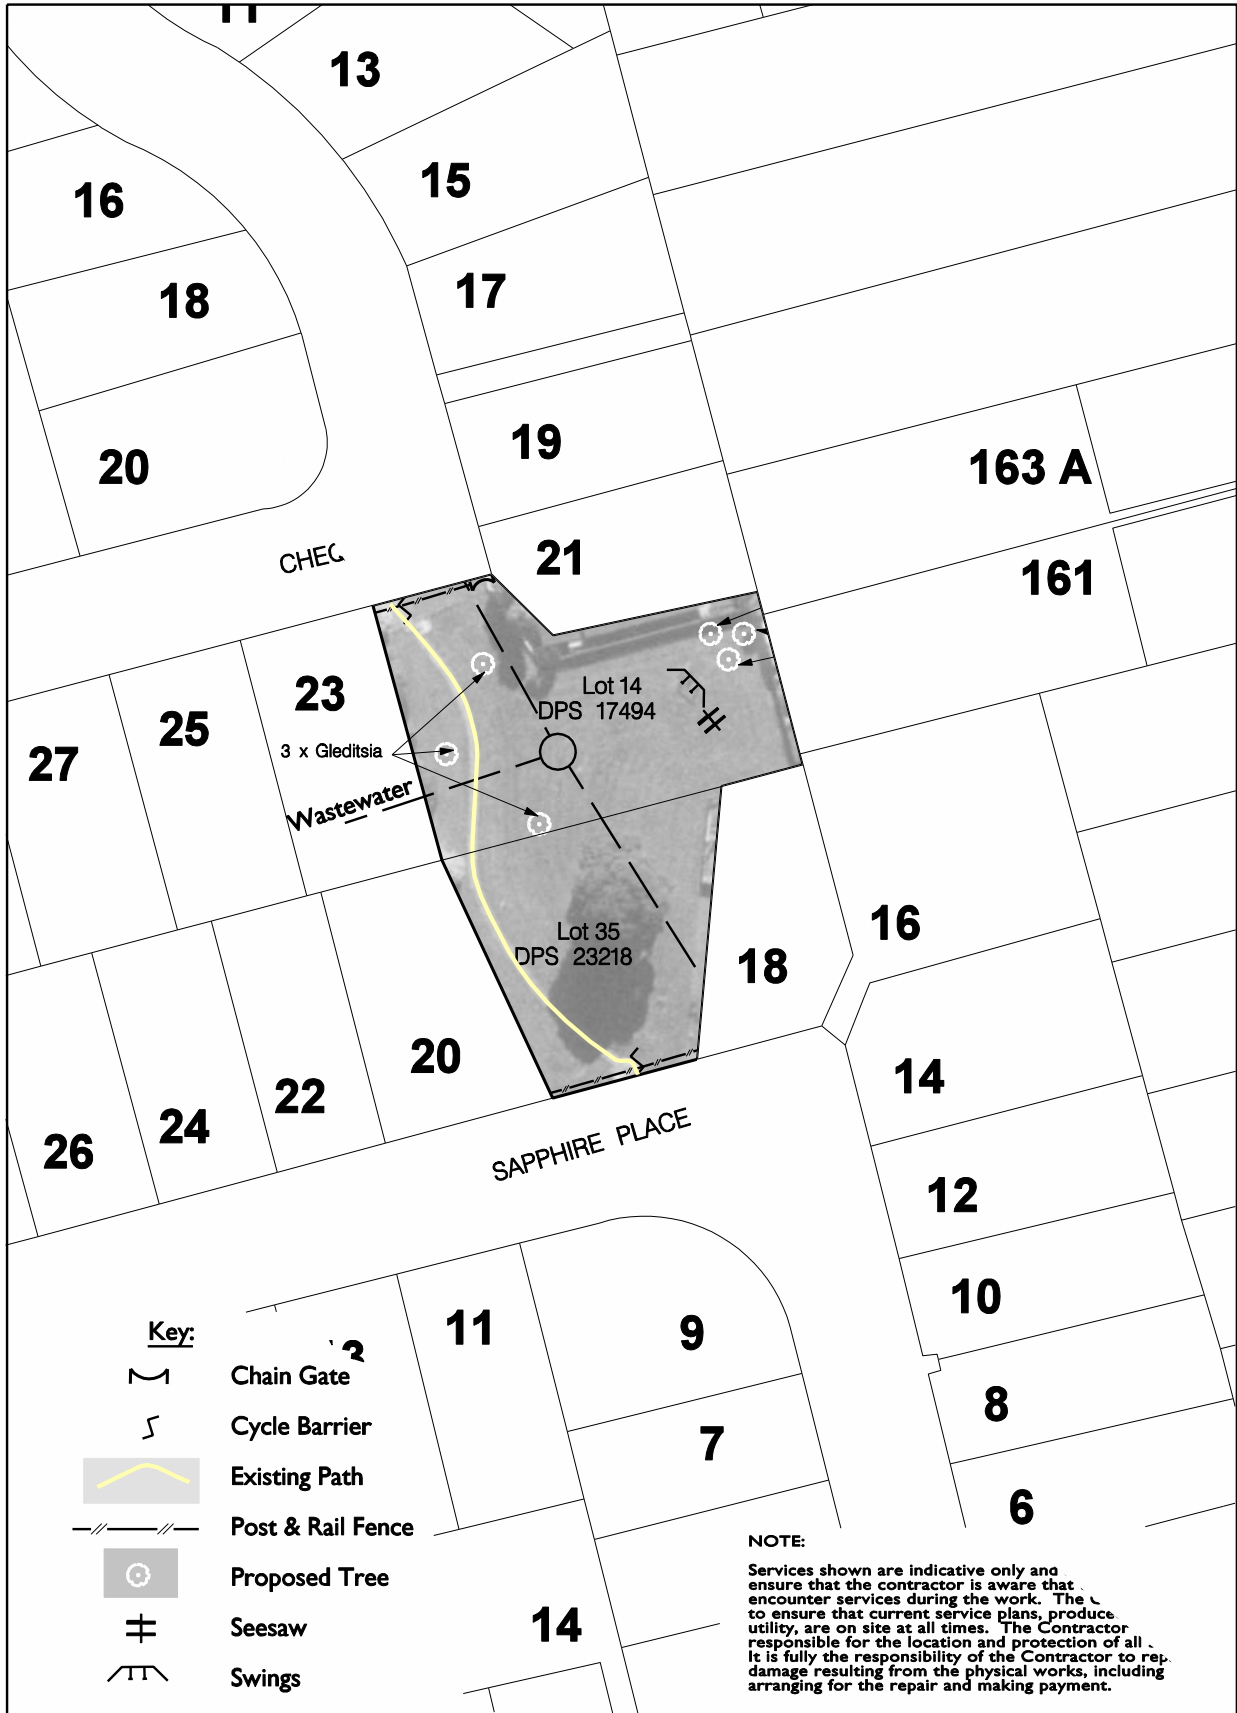 13
15
16
17
18
19
20
163 A
21
161
23
25
27
Lot 14
DPS 17494
3 x Gleditsia
Wastewater
Lot 35
DPS 23218
16
18
20
22
24
26
14
SAPPHIRE PLACE
12
10
11
9
8
7
6
14
Key:
Chain Gate
Cycle Barrier
Existing Path
Post & Rail Fence
Proposed Tree
Seesaw
Swings
NOTE:
Services shown are indicative only and
ensure that the contractor is aware that
encounter services during the work. The
to ensure that current service plans, produce
utility, are on site at all times. The Contractor
responsible for the location and protection of all
It is fully the responsibility of the Contractor to
damage resulting from the physical works, including
arranging for the repair and making payment.